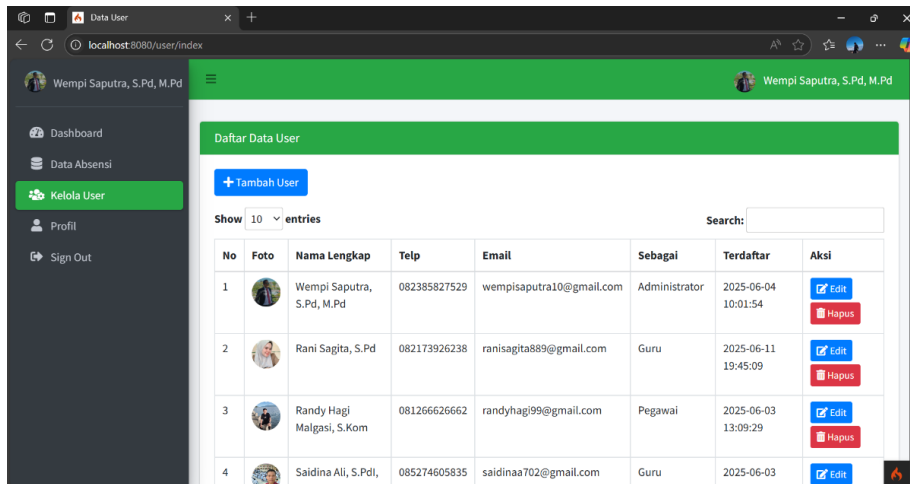 Data User
localhost:8080/user/index
Wempi Saputra, S.Pd, M.Pd
Wempi Saputra, S.Pd, M.Pd
Dashboard
Data Absensi
Kelola User
Profil
Sign Out
Daftar Data User
Tambah User
Show 10 entries
Search:
No Foto Nama Lengkap Telp Email Sebagai Terdaftar Aksi
1 Wempi Saputra, 082385827529 wempisaputra10@gmail.com Administrator 2025-06-04 Edit
S.Pd, M.Pd 10:01:54 Hapus
2 Rani Sagita, S.Pd 082173926238 ranisagita889@gmail.com Guru 2025-06-11 Edit
19:45:09 Hapus
3 Randy Hagi 081266626662 randyhagi99@gmail.com Pegawai 2025-06-03 Edit
Malgasi, S.Kom 13:09:29 Hapus
4 Saidina Ali, S.PdI, 085274605835 saidinaa702@gmail.com Guru 2025-06-03 Edit